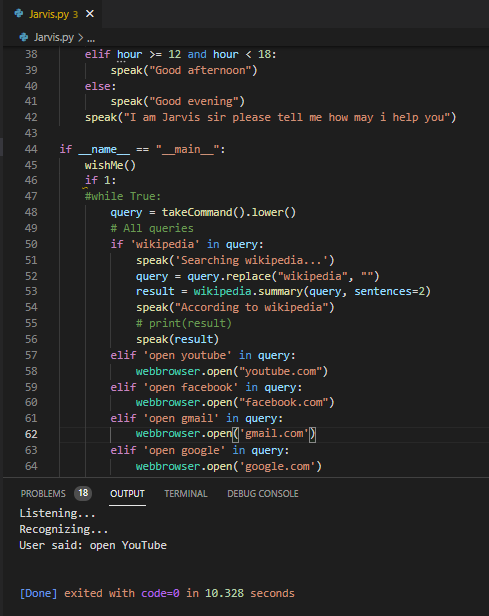 Jarvis.py 3 ×
Jarvis.py > ...
38 elif hour >= 12 and hour < 18:
39 speak("Good afternoon")
40 else:
41 speak("Good evening")
42 speak("I am Jarvis sir please tell me how may i help you")
43
44 if __name__ == "__main__":
45 wishMe()
46 if 1:
47 #while True:
48 query = takeCommand().lower()
49 # All queries
50 if 'wikipedia' in query:
51 speak('Searching wikipedia...')
52 query = query.replace("wikipedia", "")
53 result = wikipedia.summary(query, sentences=2)
54 speak("According to wikipedia")
55 # print(result)
56 speak(result)
57 elif 'open youtube' in query:
58 webbrowser.open("youtube.com")
59 elif 'open facebook' in query:
60 webbrowser.open("facebook.com")
61 elif 'open gmail' in query:
62 webbrowser.open('gmail.com')
63 elif 'open google' in query:
64 webbrowser.open('google.com')
PROBLEMS 18 OUTPUT TERMINAL DEBUG CONSOLE
Listening...
Recognizing...
User said: open YouTube
[Done] exited with code=0 in 10.328 seconds